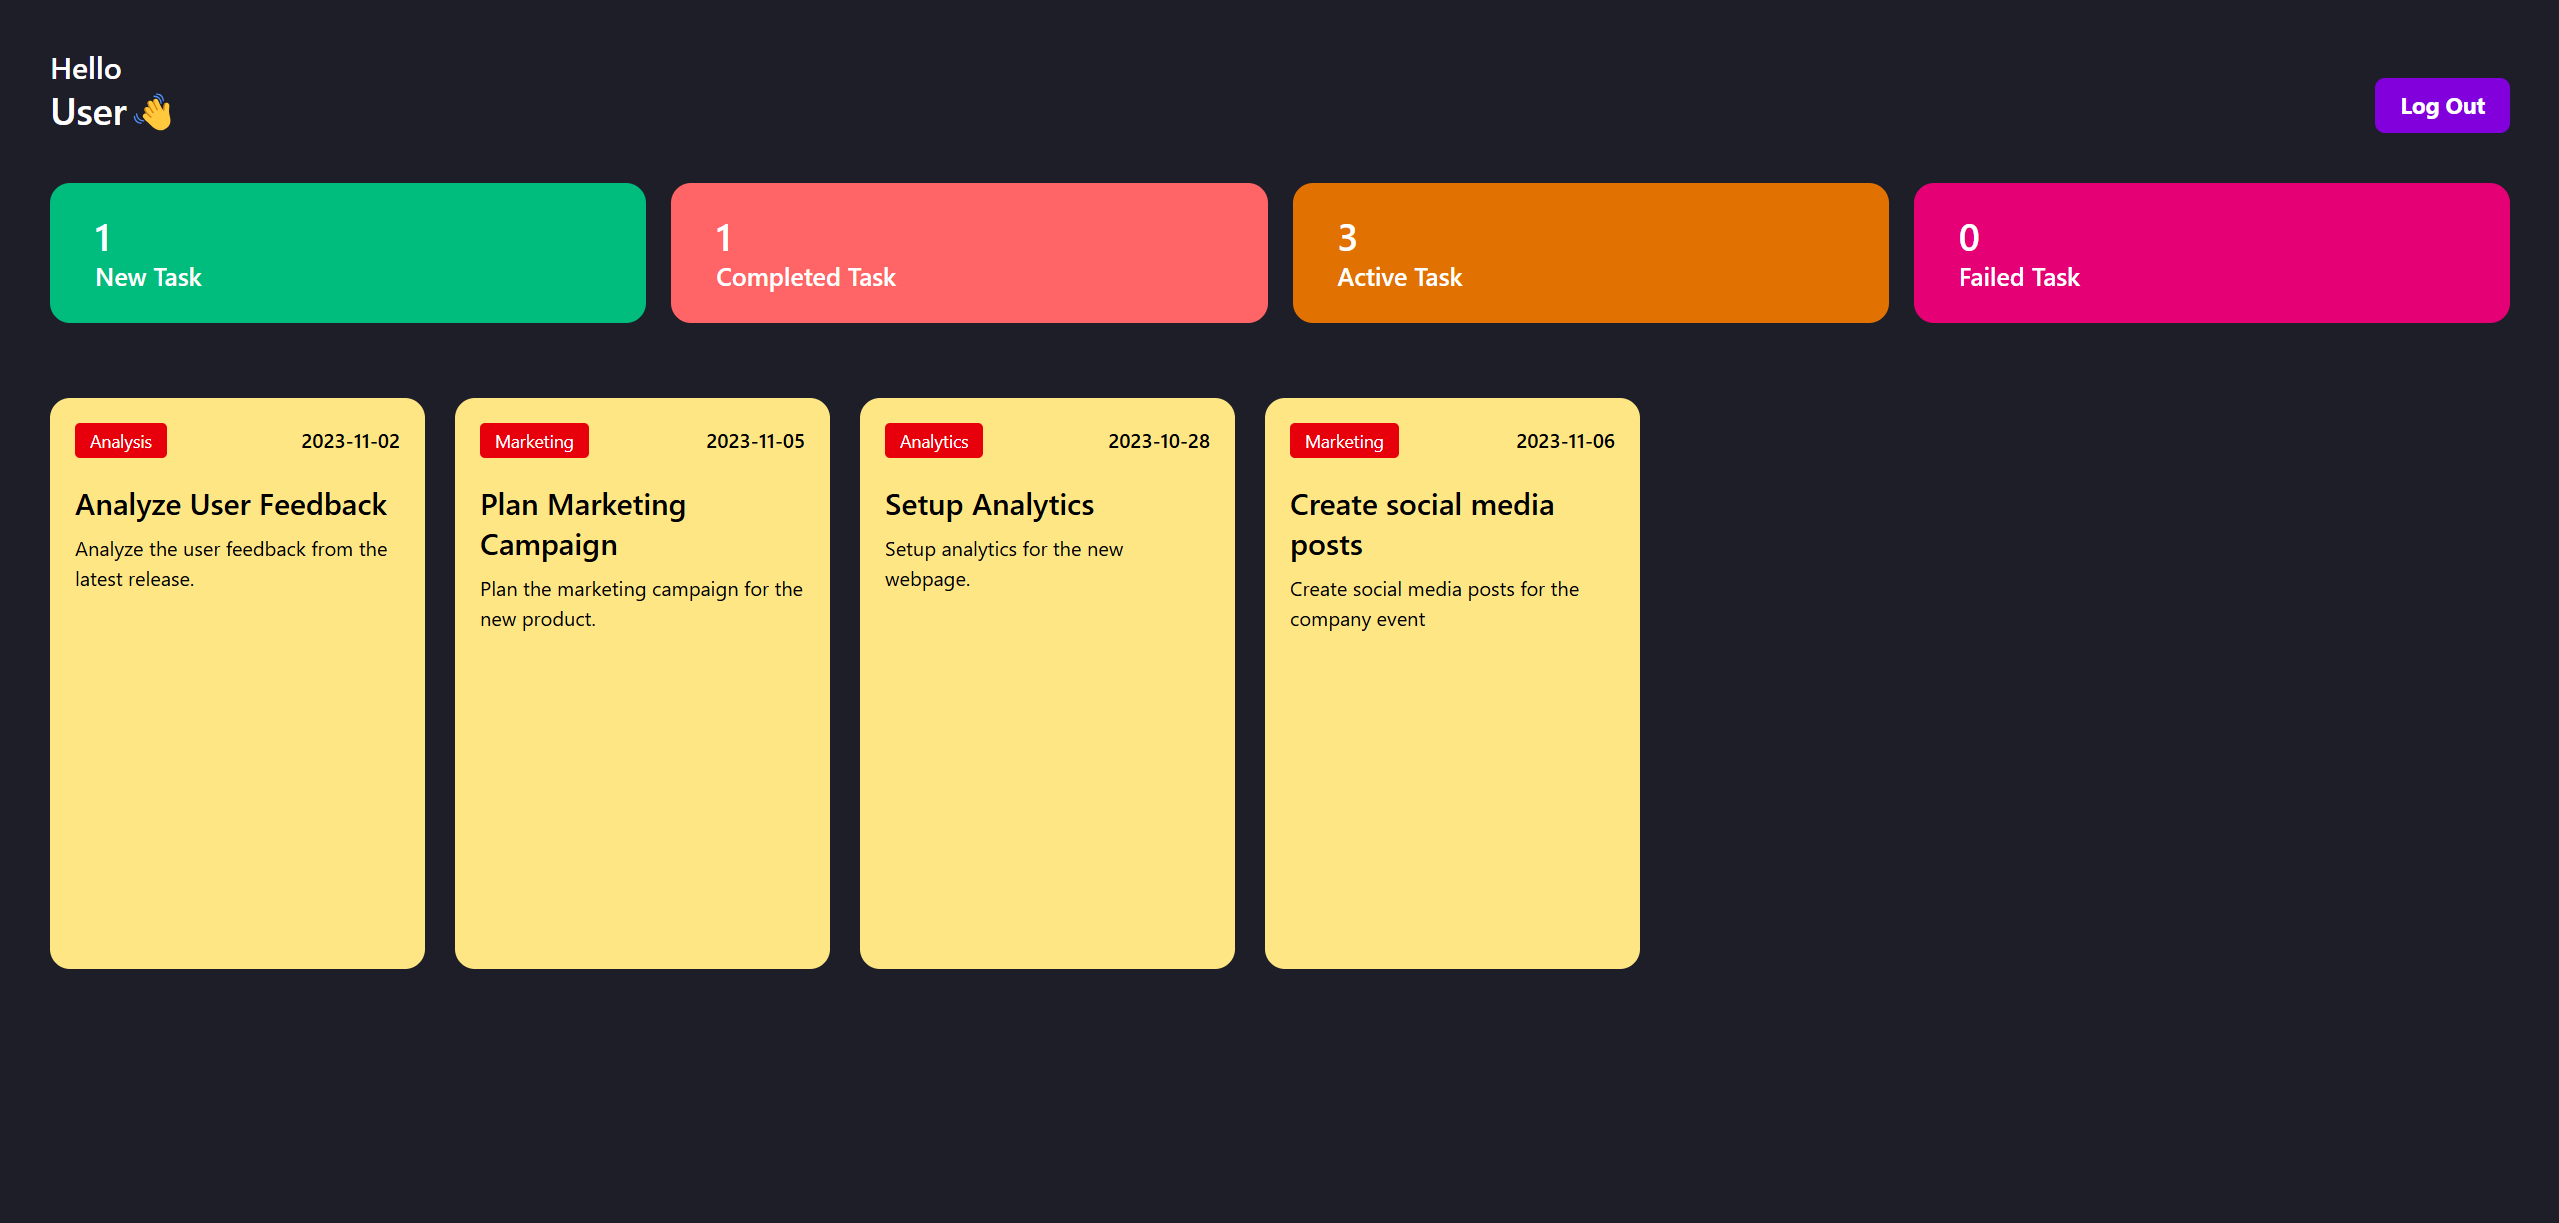 Hello
User 👋
Log Out
1
New Task
1
Completed Task
3
Active Task
0
Failed Task
Analysis
2023-11-02
Analyze User Feedback
Analyze the user feedback from the
latest release.
Marketing
2023-11-05
Plan Marketing
Campaign
Plan the marketing campaign for the
new product.
Analytics
2023-10-28
Setup Analytics
Setup analytics for the new
webpage.
Marketing
2023-11-06
Create social media
posts
Create social media posts for the
company event